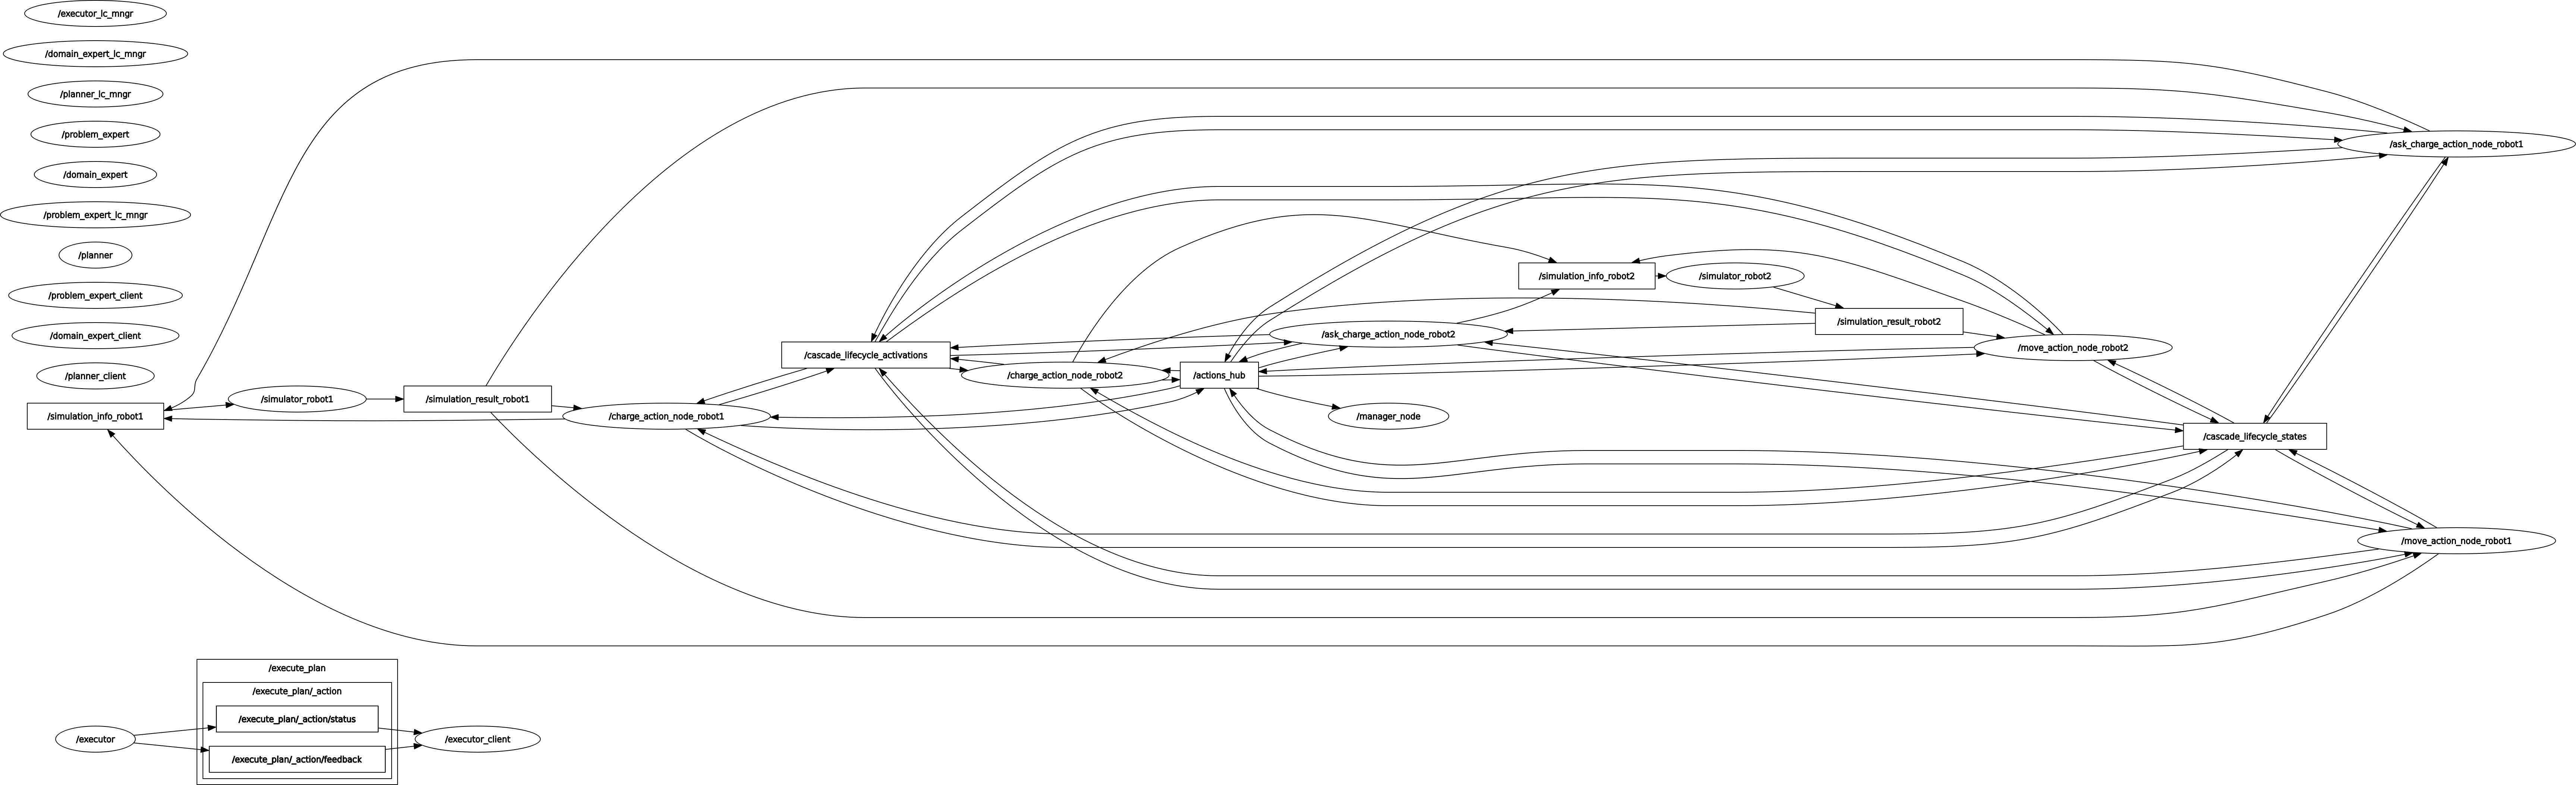 /executor_lc_mngr
/domain_expert_lc_mngr
/planner_lc_mngr
/problem_expert
/domain_expert
/problem_expert_lc_mngr
/planner
/problem_expert_client
/domain_expert_client
/planner_client
/simulation_info_robot1
/simulator_robot1
/simulation_result_robot1
/charge_action_node_robot1
/cascade_lifecycle_activations
/charge_action_node_robot2
/actions_hub
/ask_charge_action_node_robot2
/manager_node
/simulation_info_robot2
/simulator_robot2
/simulation_result_robot2
/move_action_node_robot2
/cascade_lifecycle_states
/ask_charge_action_node_robot1
/move_action_node_robot1
/execute_plan
/execute_plan/_action
/execute_plan/_action/status
/execute_plan/_action/feedback
/executor
/executor_client